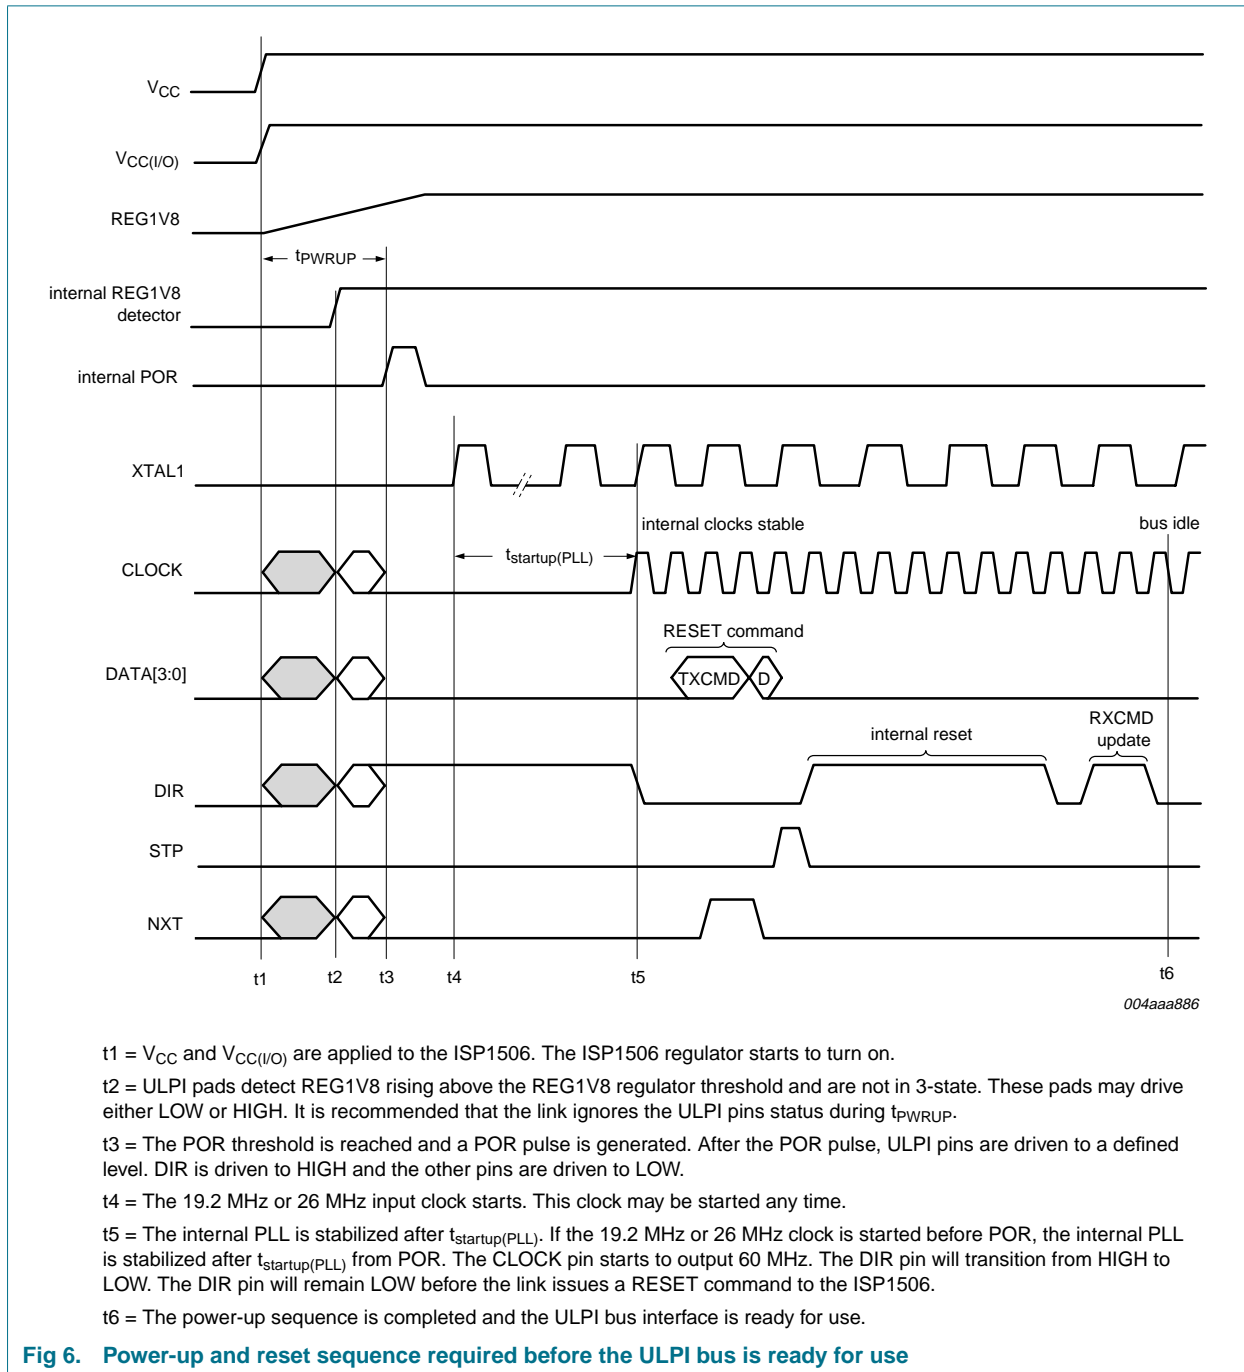 VCC
VCC(I/O)
REG1V8
tPWRUP
internal REG1V8
detector
internal POR
XTAL1
internal clocks stable
bus idle
tstartup(PLL)
CLOCK
RESET command
DATA[3:0]
TXCMD
D
RXCMD
update
internal reset
DIR
STP
NXT
t1
t2
t3
t4
t5
t6
004aaa886
t1 = VCC and VCC(I/O) are applied to the ISP1506. The ISP1506 regulator starts to turn on.
t2 = ULPI pads detect REG1V8 rising above the REG1V8 regulator threshold and are not in 3-state. These pads may drive
either LOW or HIGH. It is recommended that the link ignores the ULPI pins status during tPWRUP.
t3 = The POR threshold is reached and a POR pulse is generated. After the POR pulse, ULPI pins are driven to a defined
level. DIR is driven to HIGH and the other pins are driven to LOW.
t4 = The 19.2 MHz or 26 MHz input clock starts. This clock may be started any time.
t5 = The internal PLL is stabilized after tstartup(PLL). If the 19.2 MHz or 26 MHz clock is started before POR, the internal PLL
is stabilized after tstartup(PLL) from POR. The CLOCK pin starts to output 60 MHz. The DIR pin will transition from HIGH to
LOW. The DIR pin will remain LOW before the link issues a RESET command to the ISP1506.
t6 = The power-up sequence is completed and the ULPI bus interface is ready for use.
Fig 6. Power-up and reset sequence required before the ULPI bus is ready for use